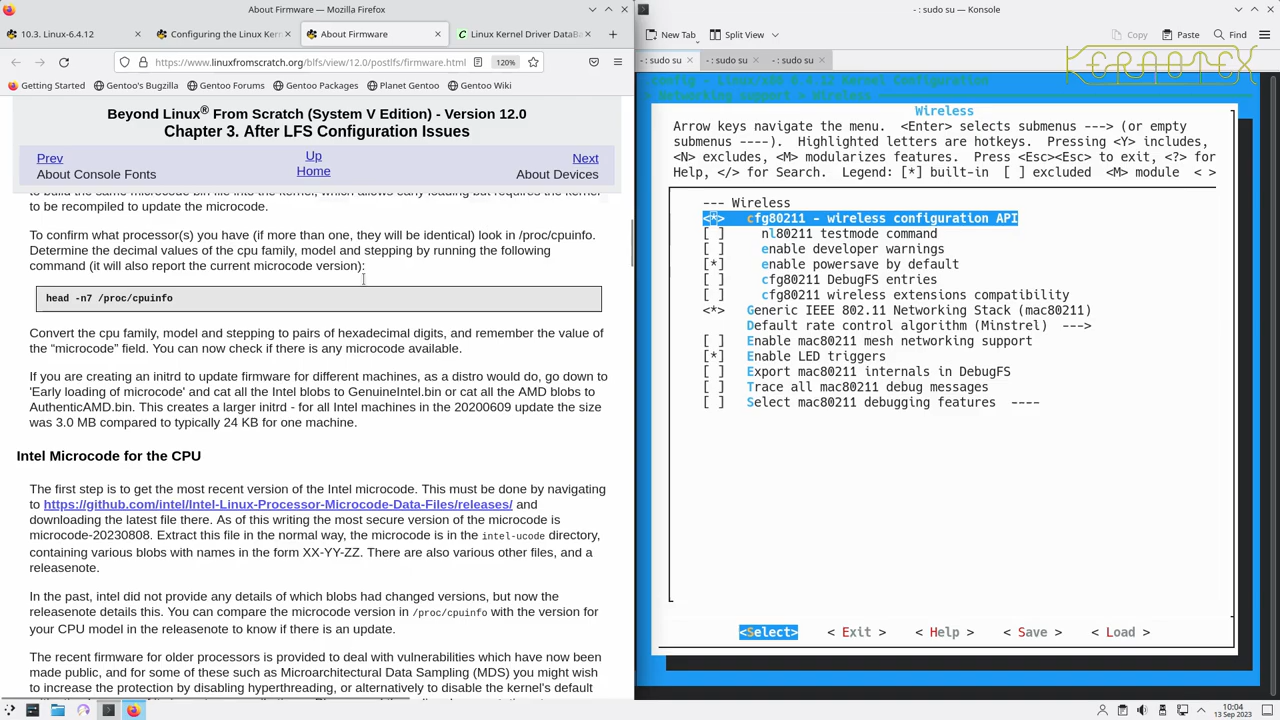 About Firmware — Mozilla Firefox
10.3. Linux-6.4.12
Configuring the Linux Kernel
About Firmware
Linux Kernel Driver DataBa
https://www.linuxfromscratch.org/blfs/view/12.0/postlfs/firmware.html
120%
Getting Started
Gentoo's Bugzilla
Gentoo Forums
Gentoo Packages
Planet Gentoo
Gentoo Wiki
Beyond Linux® From Scratch (System V Edition) - Version 12.0
Chapter 3. After LFS Configuration Issues
Prev
Up
Next
About Console Fonts
Home
About Devices
to be recompiled to update the microcode.
To confirm what processor(s) you have (if more than one, they will be identical) look in /proc/cpuinfo.
Determine the decimal values of the cpu family, model and stepping by running the following
command (it will also report the current microcode version):
head -n7 /proc/cpuinfo
Convert the cpu family, model and stepping to pairs of hexadecimal digits, and remember the value of
the “microcode” field. You can now check if there is any microcode available.
If you are creating an initrd to update firmware for different machines, as a distro would do, go down to
'Early loading of microcode' and cat all the Intel blobs to GenuineIntel.bin or cat all the AMD blobs to
AuthenticAMD.bin. This creates a larger initrd - for all Intel machines in the 20200609 update the size
was 3.0 MB compared to typically 24 KB for one machine.
Intel Microcode for the CPU
The first step is to get the most recent version of the Intel microcode. This must be done by navigating
to https://github.com/intel/Intel-Linux-Processor-Microcode-Data-Files/releases/ and
downloading the latest file there. As of this writing the most secure version of the microcode is
microcode-20230808. Extract this file in the normal way, the microcode is in the intel-ucode directory,
containing various blobs with names in the form XX-YY-ZZ. There are also various other files, and a
releasenote.
In the past, intel did not provide any details of which blobs had changed versions, but now the
releasenote details this. You can compare the microcode version in /proc/cpuinfo with the version for
your CPU model in the releasenote to know if there is an update.
The recent firmware for older processors is provided to deal with vulnerabilities which have now been
made public, and for some of these such as Microarchitectural Data Sampling (MDS) you might wish
to increase the protection by disabling hyperthreading, or alternatively to disable the kernel's default
- : sudo su — Konsole
New Tab
Split View
Copy
Paste
Find
- : sudo su
- : sudo su
- : sudo su
KERNOTEX
.config - Linux/x86 6.4.12 Kernel Configuration
> Networking support > Wireless
Wireless
Arrow keys navigate the menu. <Enter> selects submenus ---> (or empty
submenus ----). Highlighted letters are hotkeys. Pressing <Y> includes,
<N> excludes, <M> modularizes features. Press <Esc><Esc> to exit, <?> for
Help, </> for Search. Legend: [*] built-in [ ] excluded <M> module < >
--- Wireless
<*> cfg80211 - wireless configuration API
[ ] nl80211 testmode command
[ ] enable developer warnings
[*] enable powersave by default
[ ] cfg80211 DebugFS entries
[ ] cfg80211 wireless extensions compatibility
<*> Generic IEEE 802.11 Networking Stack (mac80211)
Default rate control algorithm (Minstrel) --->
[ ] Enable mac80211 mesh networking support
[*] Enable LED triggers
[ ] Export mac80211 internals in DebugFS
[ ] Trace all mac80211 debug messages
[ ] Select mac80211 debugging features ----
<Select> < Exit > < Help > < Save > < Load >
10:04
13 Sep 2023